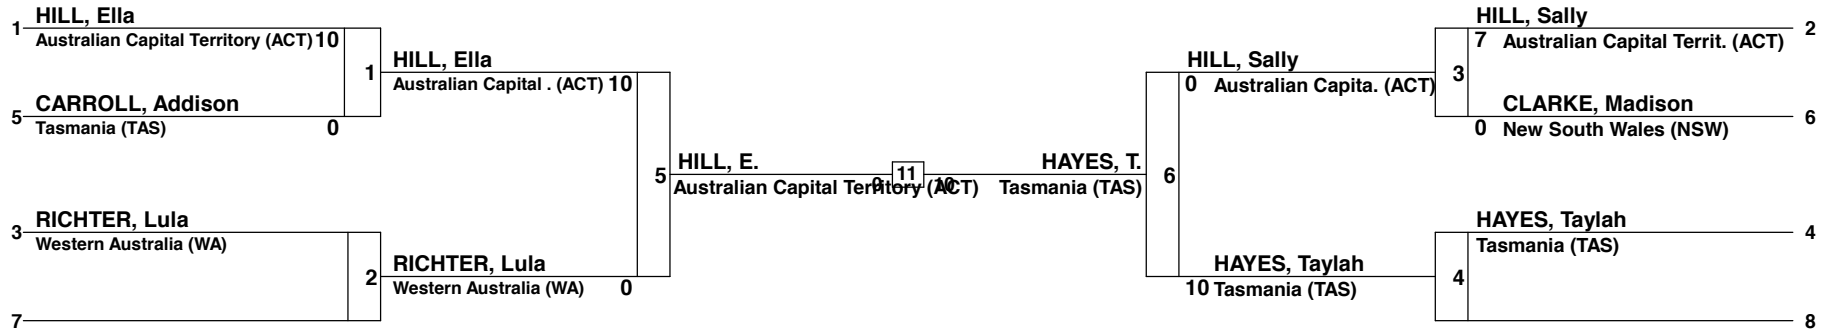 HILL, Ella
1
Australian Capital Territory (ACT) 10
1
CARROLL, Addison
5
Tasmania (TAS) 0
HILL, Ella
Australian Capital . (ACT) 10
RICHTER, Lula
3
Western Australia (WA)
2
7
RICHTER, Lula
Western Australia (WA) 0
5
HILL, E.
Australian Capital Territory (ACT)
0
11
10
HAYES, T.
Tasmania (TAS)
6
HILL, Sally
0 Australian Capita. (ACT)
HAYES, Taylah
10 Tasmania (TAS)
HILL, Sally
2
7 Australian Capital Territ. (ACT)
3
CLARKE, Madison
6
0 New South Wales (NSW)
HAYES, Taylah
4
Tasmania (TAS)
4
8